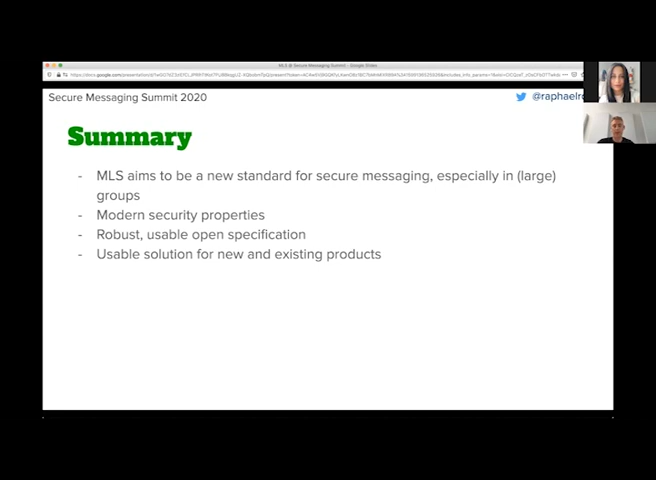 MLS @ Secure Messaging Summit - Google Slides
Secure Messaging Summit 2020
@raphaelr
Summary
- MLS aims to be a new standard for secure messaging, especially in (large)
groups
- Modern security properties
- Robust, usable open specification
- Usable solution for new and existing products